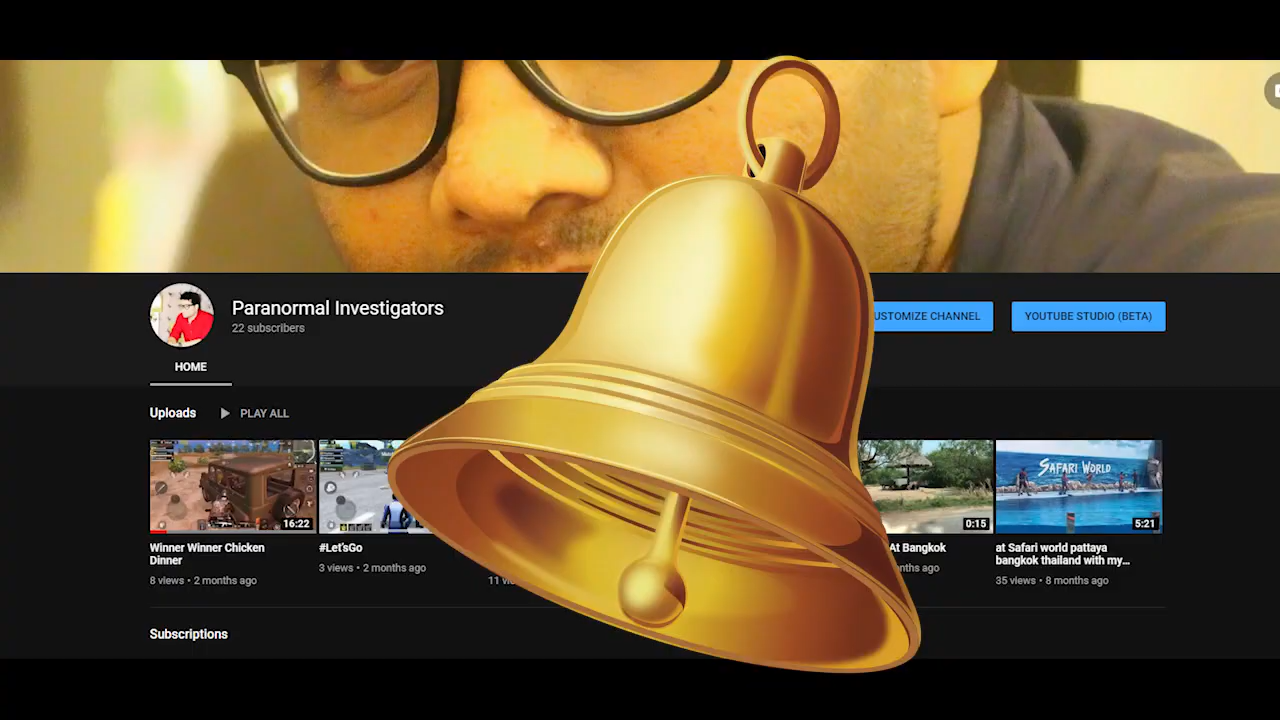 Paranormal Investigators
22 subscribers
USTOMIZE CHANNEL
YOUTUBE STUDIO (BETA)
HOME
Uploads
PLAY ALL
SAFARI WORLD
16:22
0:15
5:21
Winner Winner Chicken
Dinner
#Let'sGo
At Bangkok
at Safari world pattaya
bangkok thailand with my...
8 views • 2 months ago
3 views • 2 months ago
11
ago
35 views • 8 months ago
Subscriptions